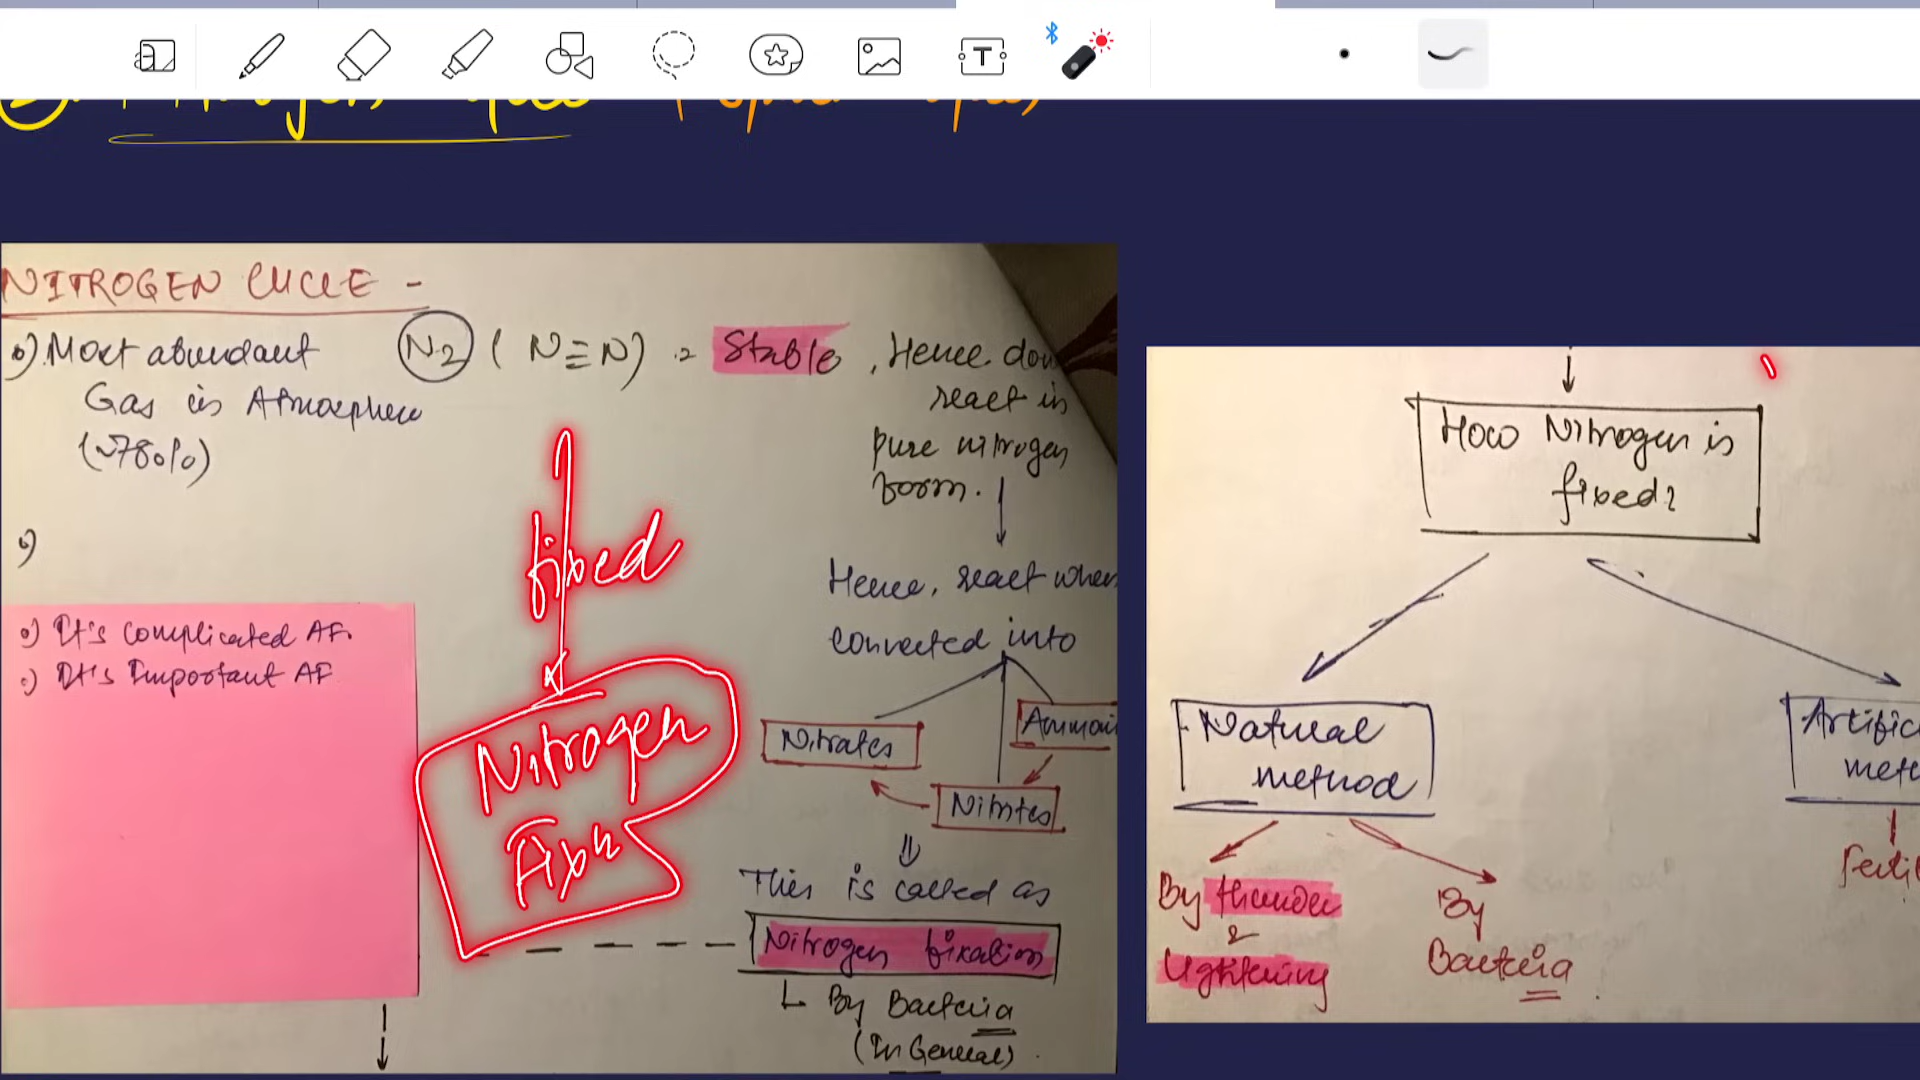 NITROGEN CYCLE -
Most abundant
Gas in Atmosphere
(~78%)
N2 ( N≡N) = Stable, Hence
react in
pure nitrogen
form.
Hence, react when
converted into
Nitrates
Nitrites
This is called as
Nitrogen fixation
By Bacteria
(In General).
It's complicated AF.
It's Important AF
fixed
Nitrogen
Fixn
How Nitrogen is
fixed?
Natural
method
By thunder
&
lightening
By
Bacteria
T